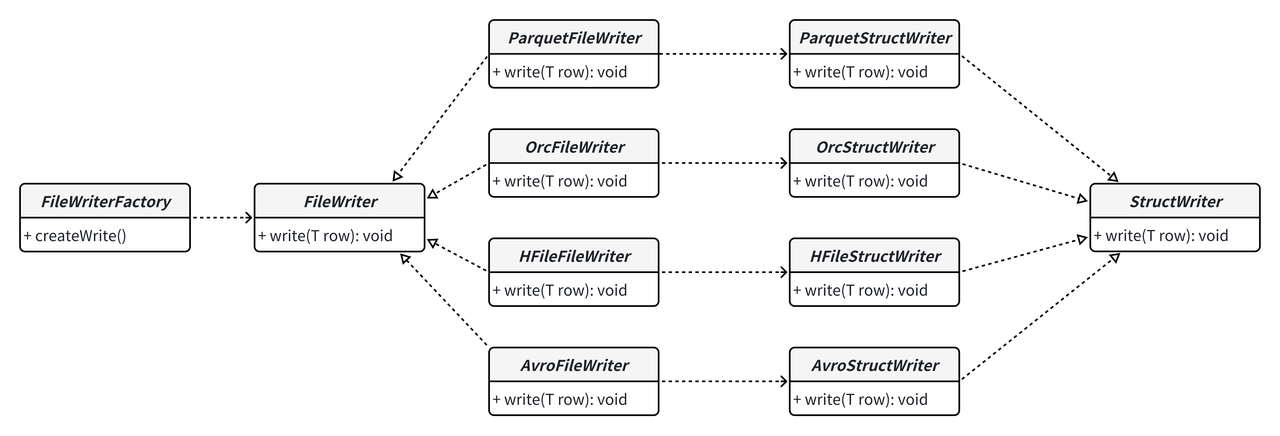 ParquetFileWriter
+ write(T row): void
ParquetStructWriter
+ write(T row): void
OrcFileWriter
+ write(T row): void
OrcStructWriter
+ write(T row): void
FileWriterFactory
+ createWrite()
FileWriter
+ write(T row): void
StructWriter
+ write(T row): void
HFileFileWriter
+ write(T row): void
HFileStructWriter
+ write(T row): void
AvroFileWriter
+ write(T row): void
AvroStructWriter
+ write(T row): void